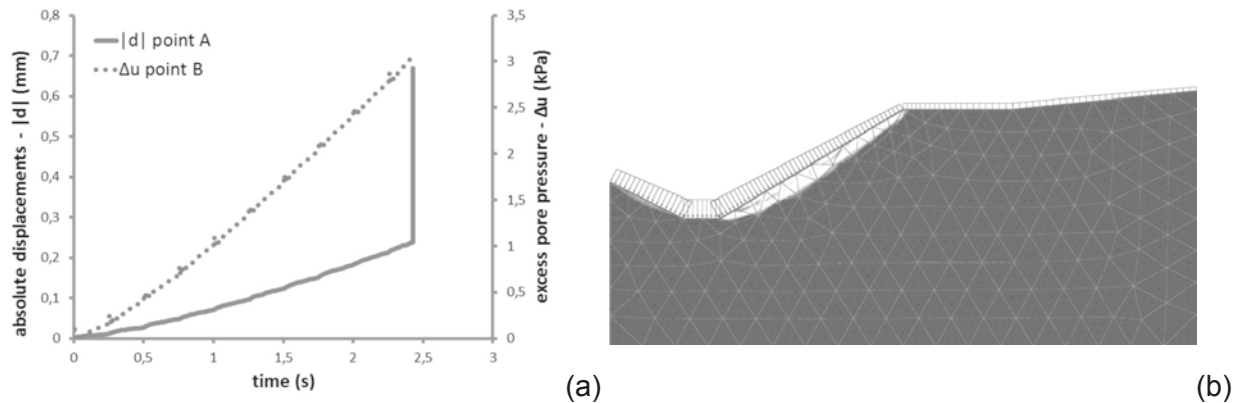 0,8
0,7
0,6
0,5
0,4
0,3
0,2
0,1
0
absolute displacements - |d| (mm)
|d| point A
Δu point B
3,5
3
2,5
2
1,5
1
0,5
0
excess pore pressure - Δu (kPa)
0 0,5 1 1,5 2 2,5 3
time (s)
(a)
(b)